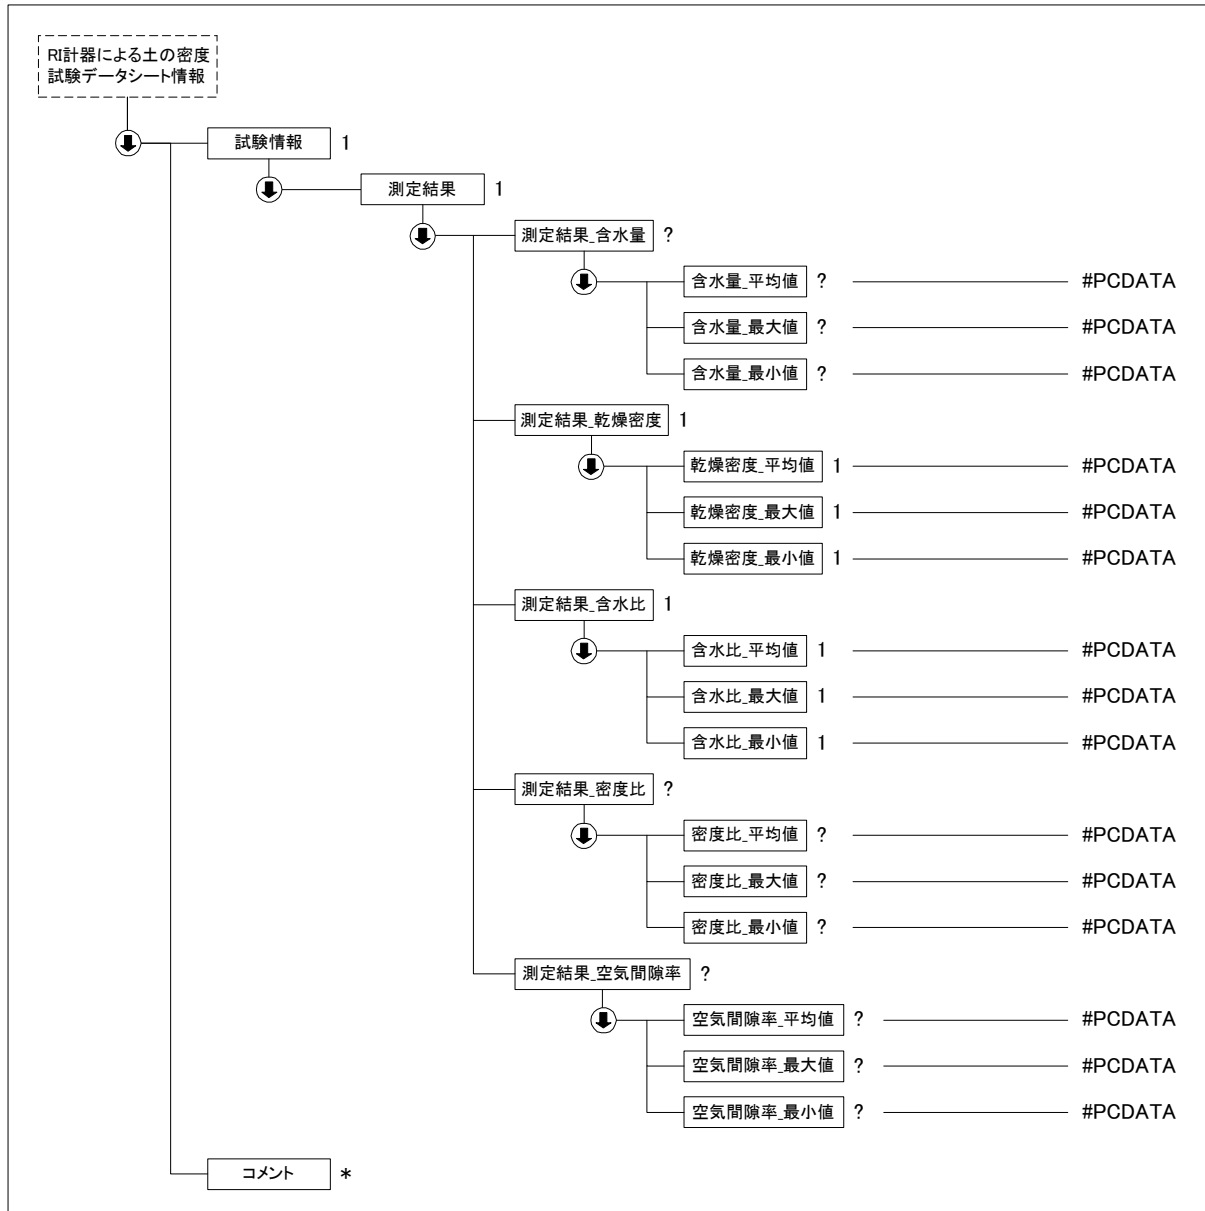 RI計器による土の密度
試験データシート情報
試験情報 1
測定結果 1
測定結果_含水量 ?
含水量_平均値 ? #PCDATA
含水量_最大値 ? #PCDATA
含水量_最小値 ? #PCDATA
測定結果_乾燥密度 1
乾燥密度_平均値 1 #PCDATA
乾燥密度_最大値 1 #PCDATA
乾燥密度_最小値 1 #PCDATA
測定結果_含水比 1
含水比_平均値 1 #PCDATA
含水比_最大値 1 #PCDATA
含水比_最小値 1 #PCDATA
測定結果_密度比 ?
密度比_平均値 ? #PCDATA
密度比_最大値 ? #PCDATA
密度比_最小値 ? #PCDATA
測定結果_空気間隙率 ?
空気間隙率_平均値 ? #PCDATA
空気間隙率_最大値 ? #PCDATA
空気間隙率_最小値 ? #PCDATA
コメント *